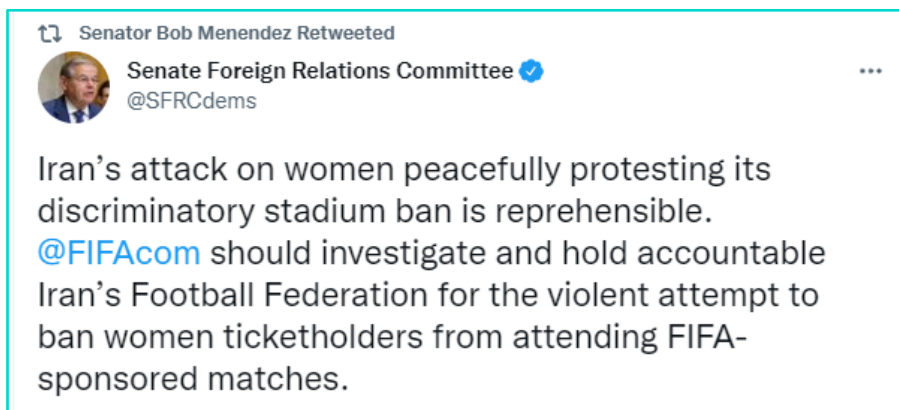 Senator Bob Menendez Retweeted
Senate Foreign Relations Committee
@SFRCdems
Iran’s attack on women peacefully protesting its
discriminatory stadium ban is reprehensible.
@FIFAcom should investigate and hold accountable
Iran’s Football Federation for the violent attempt to
ban women ticketholders from attending FIFA-
sponsored matches.